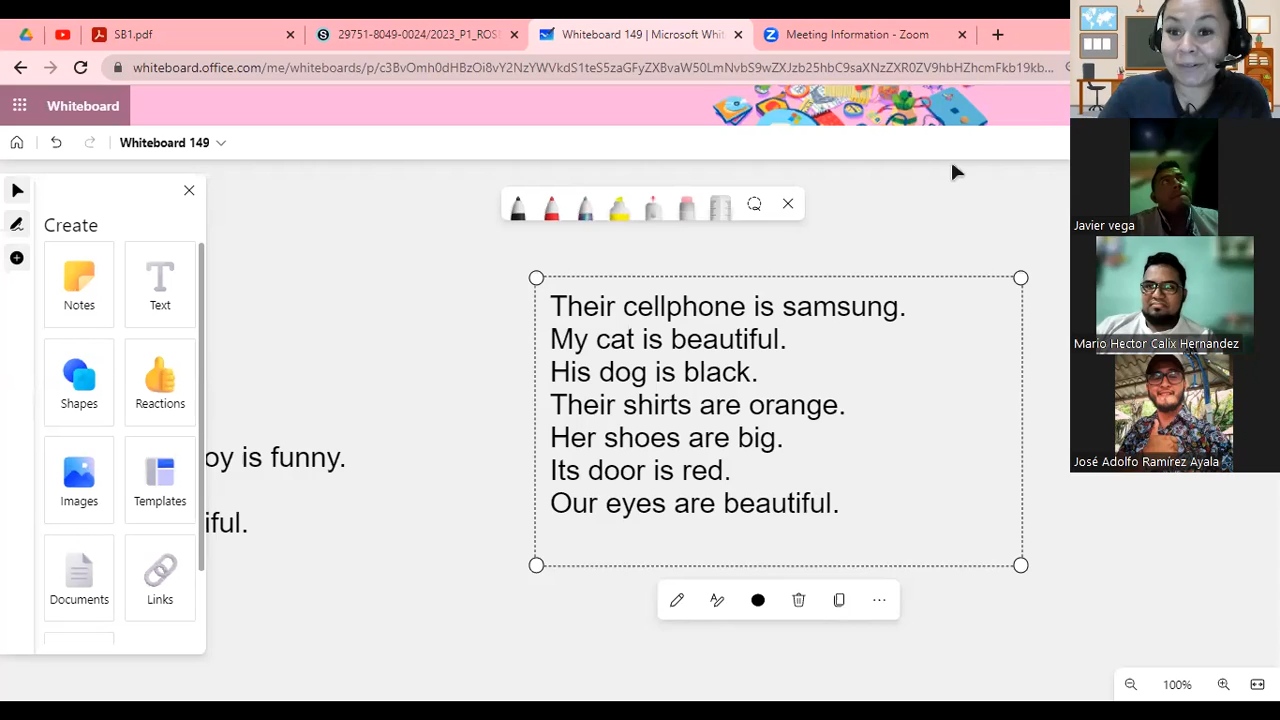 SB1.pdf
29751-8049-0024/2023_P1_ROS
Whiteboard 149 | Microsoft Whit
Meeting Information - Zoom
Whiteboard
Whiteboard 149
Create
Notes
Text
Shapes
Reactions
Images
Templates
Documents
Links
oy is funny.
iful.
Their cellphone is samsung.
My cat is beautiful.
His dog is black.
Their shirts are orange.
Her shoes are big.
Its door is red.
Our eyes are beautiful.
Javier vega
Mario Hector Calix Hernandez
José Adolfo Ramírez Ayala
100%